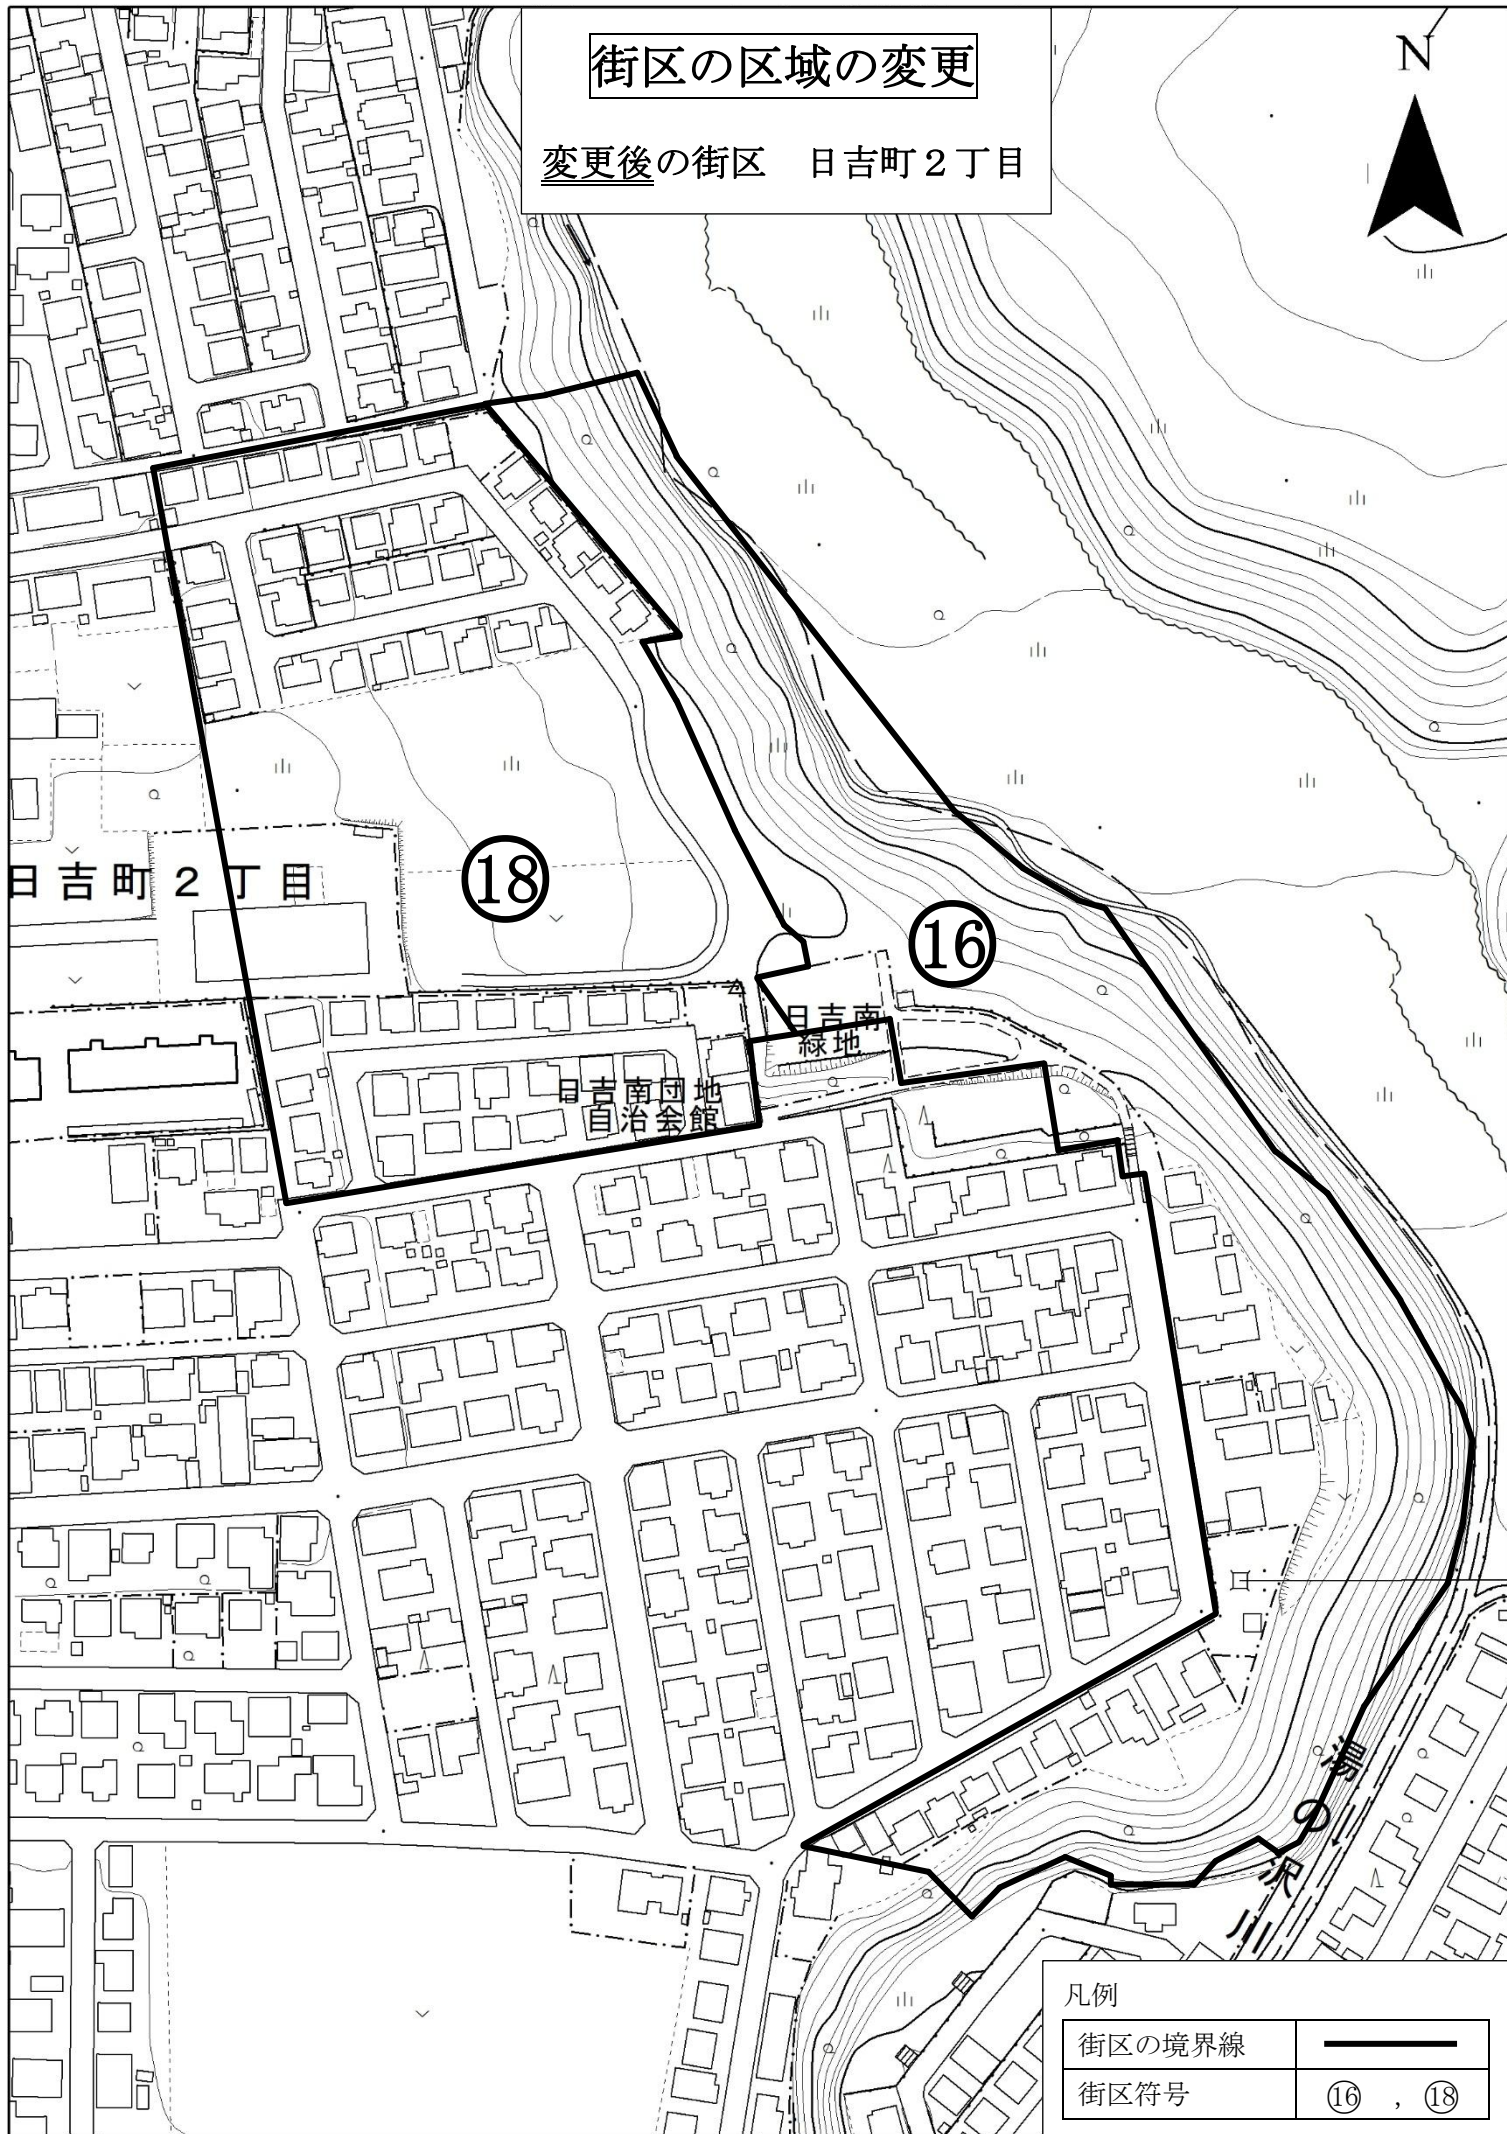 街区の区域の変更
変更後の街区　日吉町２丁目
N
日吉町２丁目
⑱
⑯
日吉南
緑地
日吉南団地
自治会館
湯の沢川
凡例
街区の境界線
街区符号　⑯ , ⑱